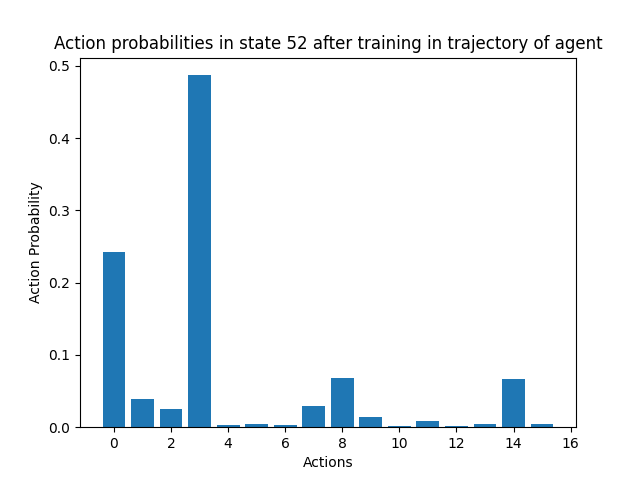 Action probabilities in state 52 after training in trajectory of agent
0.5
0.4
0.3
0.2
0.1
0.0
Action Probability
0 2 4 6 8 10 12 14 16
Actions